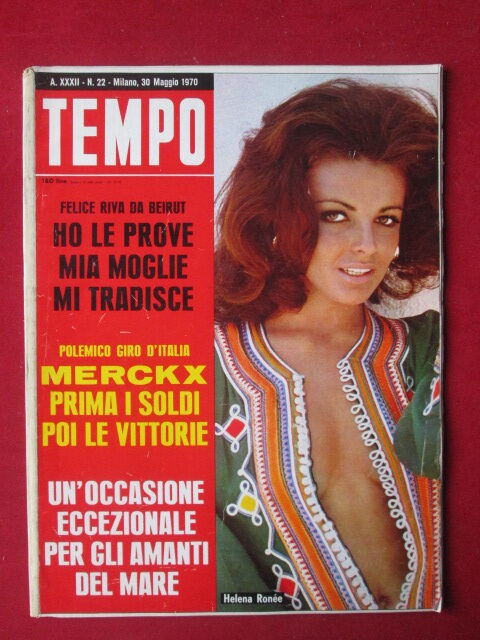 A. XXXII - N. 22 - Milano, 30 Maggio 1970
TEMPO
150 lire
FELICE RIVA DA BEIRUT
HO LE PROVE
MIA MOGLIE
MI TRADISCE
POLEMICO GIRO D'ITALIA
MERCKX
PRIMA I SOLDI
POI LE VITTORIE
UN'OCCASIONE
ECCEZIONALE
PER GLI AMANTI
DEL MARE
Helena Ronée